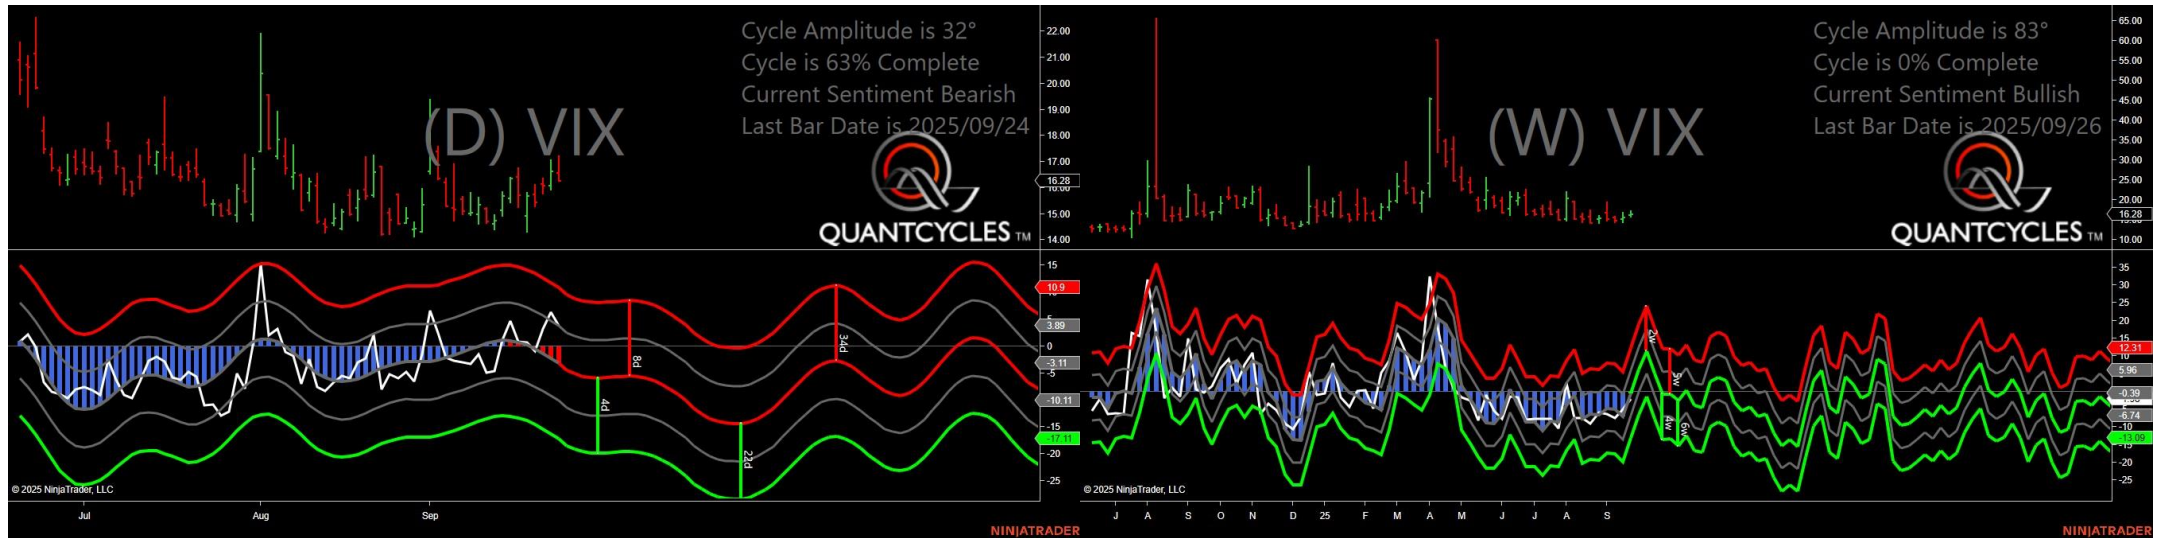 Cycle Amplitude is 32°
Cycle is 63% Complete
Current Sentiment Bearish
Last Bar Date is 2025/09/24
(D) VIX
QUANTCYCLES TM
22.00
21.00
20.00
19.00
18.00
17.00
16.28
16.00
15.00
14.00
15
10.9
5
3.89
0
-3.11
-5
-10.11
-15
-17.11
-20
-25
8d
4d
22d
34d
© 2025 NinjaTrader, LLC
Jul
Aug
Sep
NINJATRADER
Cycle Amplitude is 83°
Cycle is 0% Complete
Current Sentiment Bullish
Last Bar Date is 2025/09/26
(W) VIX
QUANTCYCLES TM
65.00
60.00
55.00
50.00
45.00
40.00
35.00
30.00
25.00
20.00
16.28
10.00
35
30
25
20
15
12.31
10
5.96
-0.39
-6.74
-10
-13.09
-15
-20
-25
2w
3w
4w
6w
© 2025 NinjaTrader, LLC
J
A
S
O
N
D
25
F
M
A
M
J
J
A
S
NINJATRADER